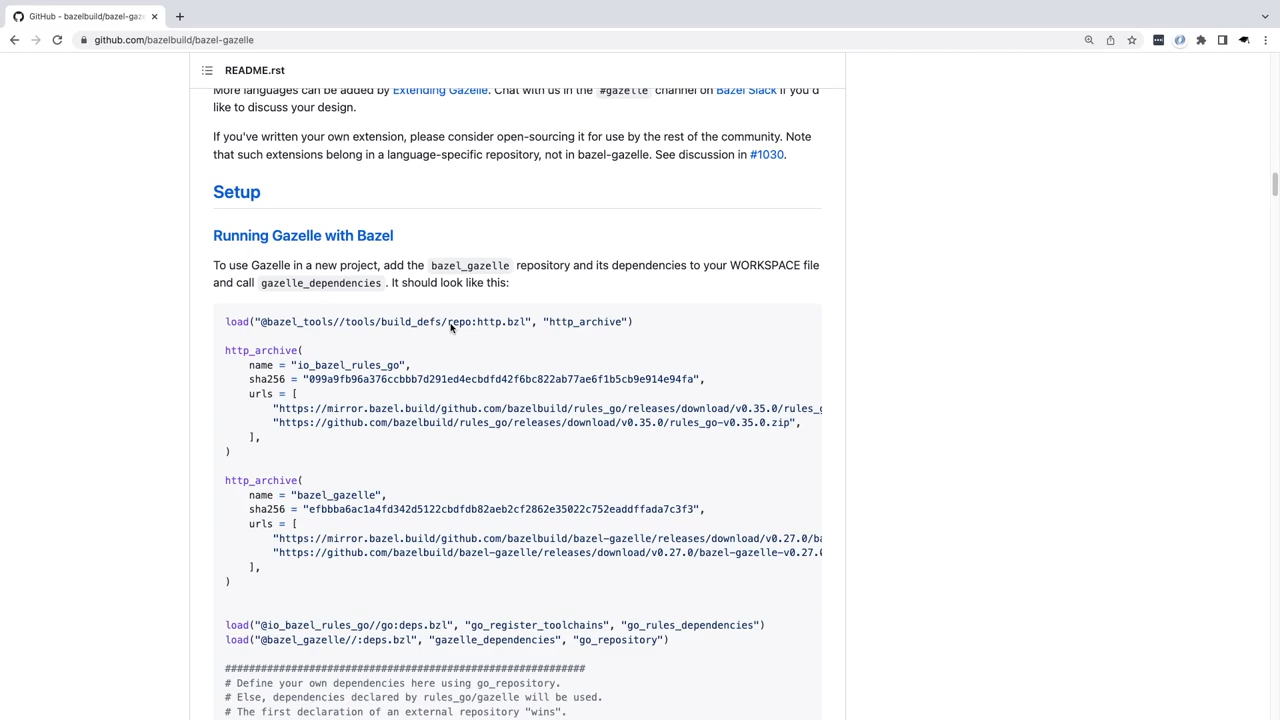 GitHub - bazelbuild/bazel-gaz
github.com/bazelbuild/bazel-gazelle
README.rst
More languages can be added by Extending Gazelle. Chat with us in the #gazelle channel on Bazel Slack if you'd
like to discuss your design.
If you've written your own extension, please consider open-sourcing it for use by the rest of the community. Note
that such extensions belong in a language-specific repository, not in bazel-gazelle. See discussion in #1030.
Setup
Running Gazelle with Bazel
To use Gazelle in a new project, add the bazel_gazelle repository and its dependencies to your WORKSPACE file
and call gazelle_dependencies. It should look like this:
load("@bazel_tools//tools/build_defs/repo:http.bzl", "http_archive")
http_archive(
    name = "io_bazel_rules_go",
    sha256 = "099a9fb96a376ccbbb7d291ed4ecbdfd42f6bc822ab77ae6f1b5cb9e914e94fa",
    urls = [
        "https://mirror.bazel.build/github.com/bazelbuild/rules_go/releases/download/v0.35.0/rules_g
        "https://github.com/bazelbuild/rules_go/releases/download/v0.35.0/rules_go-v0.35.0.zip",
    ],
)
http_archive(
    name = "bazel_gazelle",
    sha256 = "efbbba6ac1a4fd342d5122cbdfdb82aeb2cf2862e35022c752eaddffada7c3f3",
    urls = [
        "https://mirror.bazel.build/github.com/bazelbuild/bazel-gazelle/releases/download/v0.27.0/ba
        "https://github.com/bazelbuild/bazel-gazelle/releases/download/v0.27.0/bazel-gazelle-v0.27.0
    ],
)
load("@io_bazel_rules_go//go:deps.bzl", "go_register_toolchains", "go_rules_dependencies")
load("@bazel_gazelle//:deps.bzl", "gazelle_dependencies", "go_repository")
############################################################
# Define your own dependencies here using go_repository.
# Else, dependencies declared by rules_go/gazelle will be used.
# The first declaration of an external repository "wins".